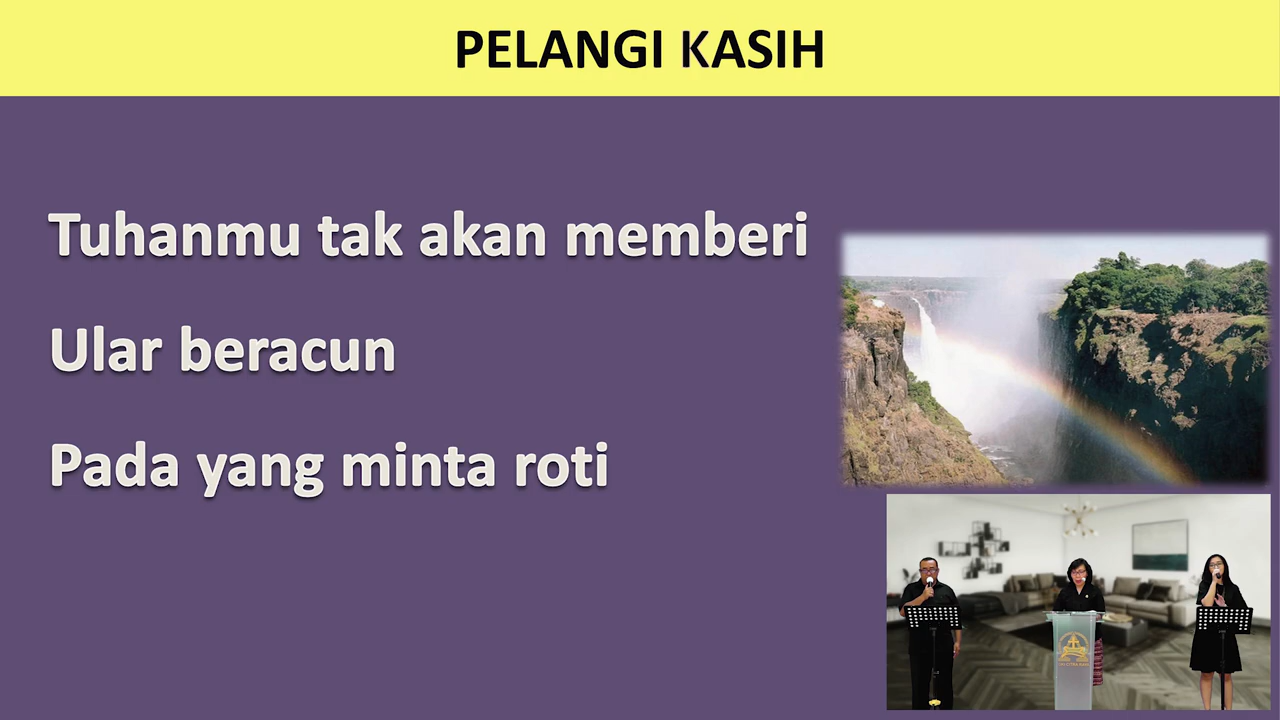 PELANGI KASIH
Tuhanmu tak akan memberi
Ular beracun
Pada yang minta roti